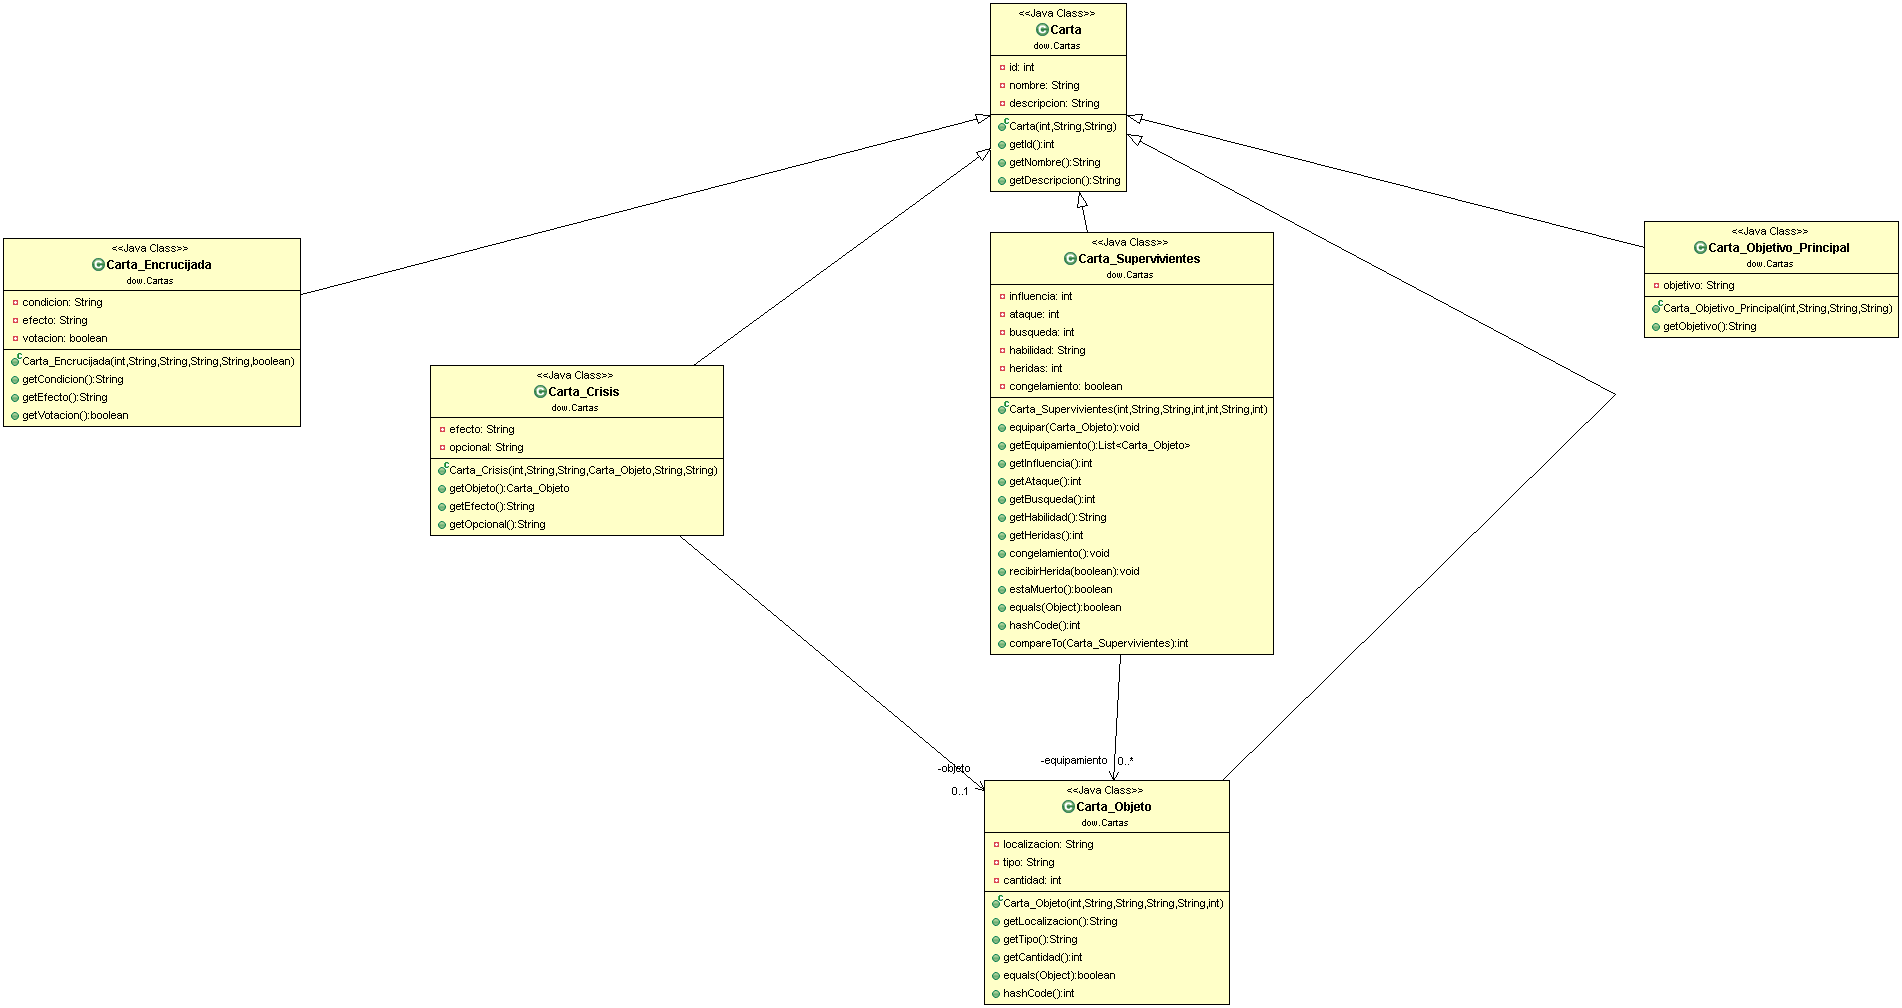 <<Java Class>>
Carta
dow.Cartas
id: int
nombre: String
descripcion: String
Carta(int,String,String)
getId():int
getNombre():String
getDescripcion():String
<<Java Class>>
Carta_Encrucijada
dow.Cartas
condicion: String
efecto: String
votacion: boolean
Carta_Encrucijada(int,String,String,String,String,boolean)
getCondicion():String
getEfecto():String
getVotacion():boolean
<<Java Class>>
Carta_Crisis
dow.Cartas
efecto: String
opcional: String
Carta_Crisis(int,String,String,Carta_Objeto,String,String)
getObjeto():Carta_Objeto
getEfecto():String
getOpcional():String
<<Java Class>>
Carta_Supervivientes
dow.Cartas
influencia: int
ataque: int
busqueda: int
habilidad: String
heridas: int
congelamiento: boolean
Carta_Supervivientes(int,String,String,int,int,String,int)
equipar(Carta_Objeto):void
getEquipamiento():List<Carta_Objeto>
getInfluencia():int
getAtaque():int
getBusqueda():int
getHabilidad():String
getHeridas():int
congelamiento():void
recibirHerida(boolean):void
estaMuerto():boolean
equals(Object):boolean
hashCode():int
compareTo(Carta_Supervivientes):int
<<Java Class>>
Carta_Objetivo_Principal
dow.Cartas
objetivo: String
Carta_Objetivo_Principal(int,String,String,String)
getObjetivo():String
-objeto
0..1
-equipamiento
0..*
<<Java Class>>
Carta_Objeto
dow.Cartas
localizacion: String
tipo: String
cantidad: int
Carta_Objeto(int,String,String,String,String,int)
getLocalizacion():String
getTipo():String
getCantidad():int
equals(Object):boolean
hashCode():int